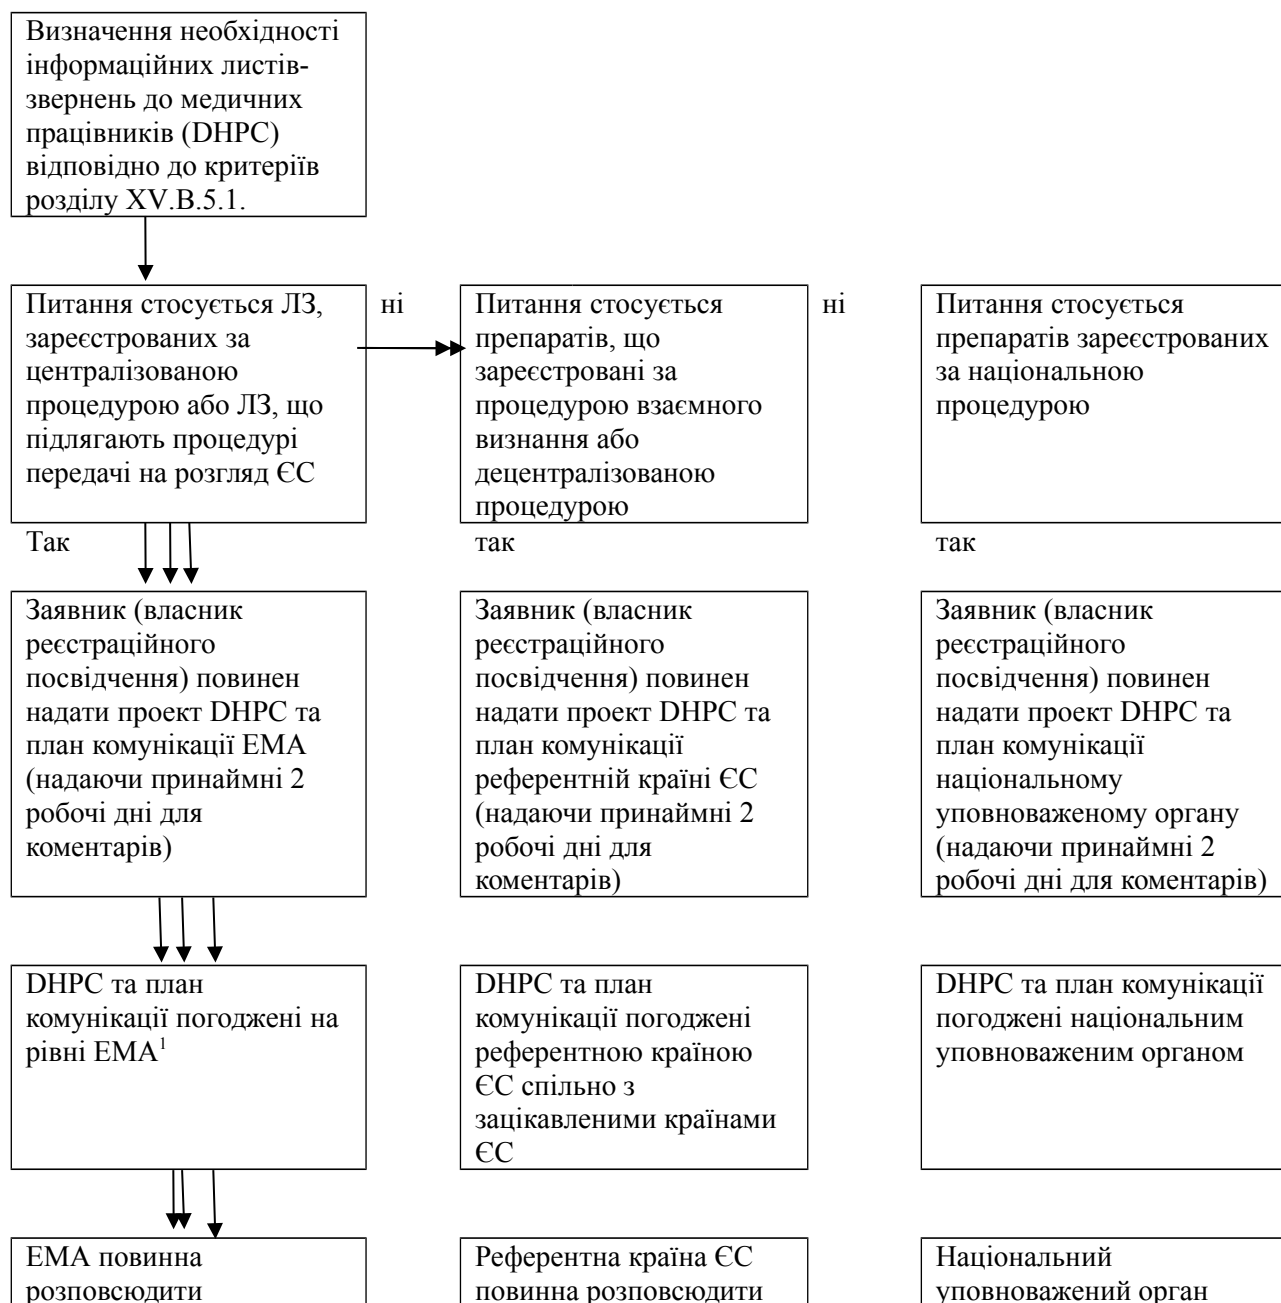 Визначення необхідності
інформаційних листів-
звернень до медичних
працівників (DHPC)
відповідно до критеріїв
розділу XV.B.5.1.
Питання стосується ЛЗ,
зареєстрованих за
централізованою
процедурою або ЛЗ, що
підлягають процедурі
передачі на розгляд ЄС
ні
Питання стосується
препаратів, що
зареєстровані за
процедурою взаємного
визнання або
децентралізованою
процедурою
ні
Питання стосується
препаратів зареєстрованих
за національною
процедурою
Так
так
так
Заявник (власник
реєстраційного
посвідчення) повинен
надати проект DHPC та
план комунікації ЕМА
(надаючи принаймні 2
робочі дні для
коментарів)
Заявник (власник
реєстраційного
посвідчення) повинен
надати проект DHPC та
план комунікації
референтній країні ЄС
(надаючи принаймні 2
робочі дні для
коментарів)
Заявник (власник
реєстраційного
посвідчення) повинен
надати проект DHPC та
план комунікації
національному
уповноваженому органу
(надаючи принаймні 2
робочі дні для коментарів)
DHPC та план
комунікації погоджені на
рівні ЕМА¹
DHPC та план
комунікації погоджені
референтною країною
ЄС спільно з
зацікавленими країнами
ЄС
DHPC та план комунікації
погоджені національним
уповноваженим органом
ЕМА повинна
розповсюдити
Референтна країна ЄС
повинна розповсюдити
Національний
уповноважений орган